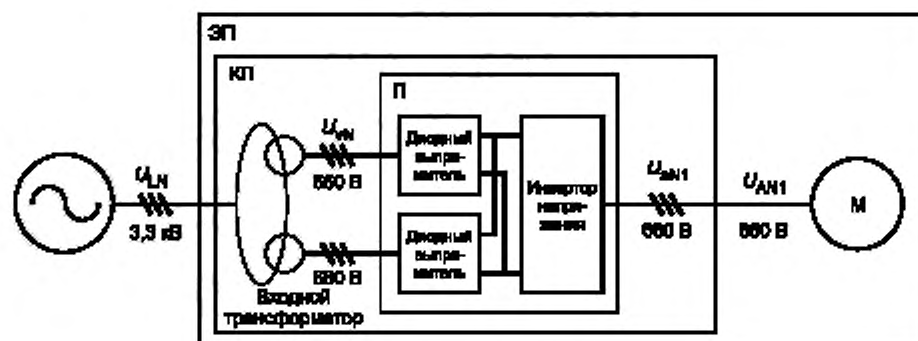 ЭП
КП
П
U_LN
3,3 кВ
U_vN
660 В
660 В
Входной
трансформатор
Диодный
выпря-
митель
Диодный
выпря-
митель
Инвертор
напря-
жения
U_aN1
660 В
U_AN1
660 В
М